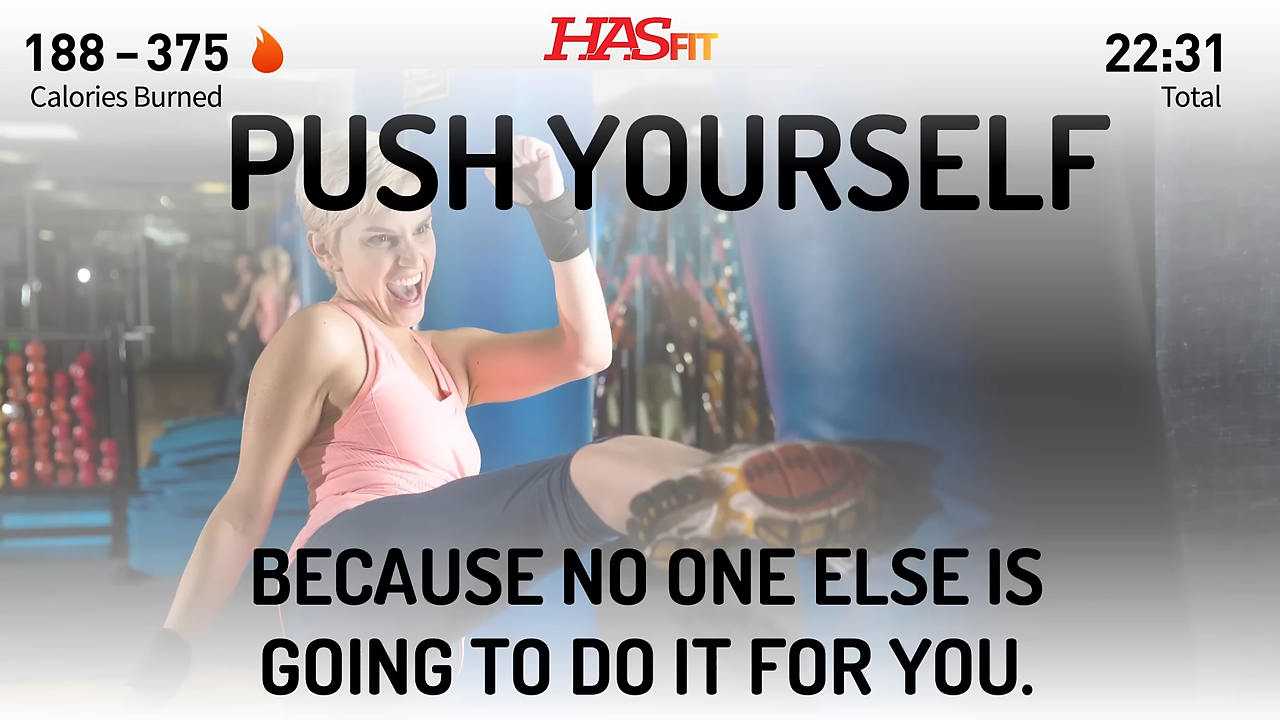 188 – 375
Calories Burned
HASFIT
22:31
Total
PUSH YOURSELF
BECAUSE NO ONE ELSE IS
GOING TO DO IT FOR YOU.